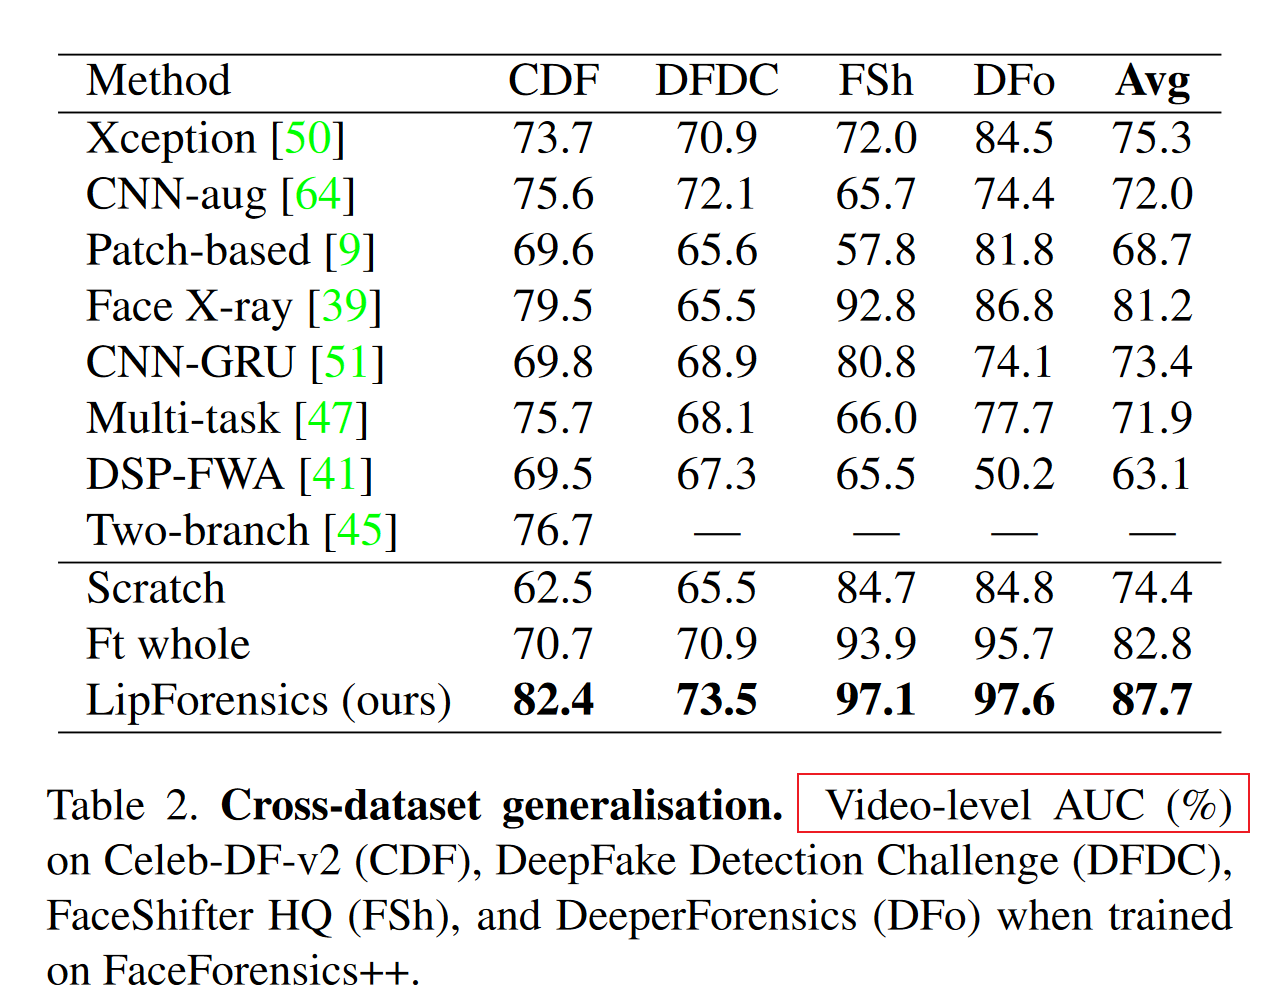 Method CDF DFDC FSh DFo Avg
Xception [50] 73.7 70.9 72.0 84.5 75.3
CNN-aug [64] 75.6 72.1 65.7 74.4 72.0
Patch-based [9] 69.6 65.6 57.8 81.8 68.7
Face X-ray [39] 79.5 65.5 92.8 86.8 81.2
CNN-GRU [51] 69.8 68.9 80.8 74.1 73.4
Multi-task [47] 75.7 68.1 66.0 77.7 71.9
DSP-FWA [41] 69.5 67.3 65.5 50.2 63.1
Two-branch [45] 76.7 — — — —
Scratch 62.5 65.5 84.7 84.8 74.4
Ft whole 70.7 70.9 93.9 95.7 82.8
LipForensics (ours) 82.4 73.5 97.1 97.6 87.7
Table 2. Cross-dataset generalisation. Video-level AUC (%)
on Celeb-DF-v2 (CDF), DeepFake Detection Challenge (DFDC),
FaceShifter HQ (FSh), and DeeperForensics (DFo) when trained
on FaceForensics++.